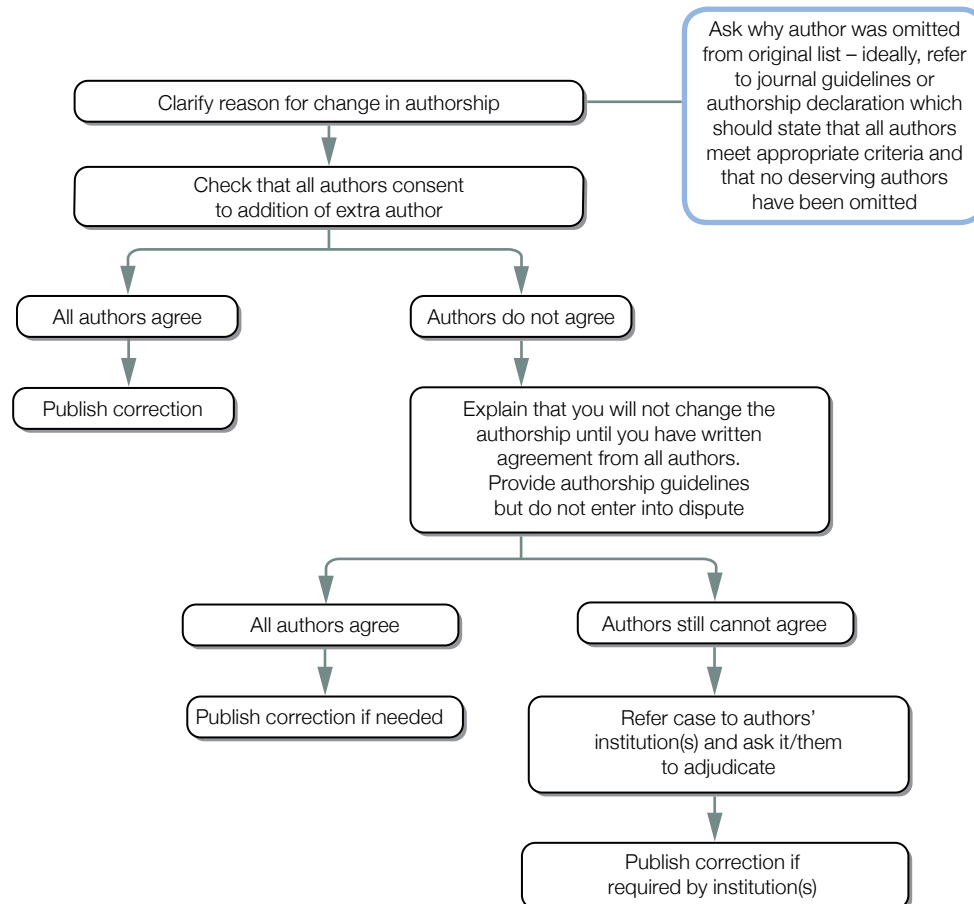 Clarify reason for change in authorship
Ask why author was omitted
from original list – ideally, refer
to journal guidelines or
authorship declaration which
should state that all authors
meet appropriate criteria and
that no deserving authors
have been omitted
Check that all authors consent
to addition of extra author
All authors agree
Authors do not agree
Publish correction
Explain that you will not change the
authorship until you have written
agreement from all authors.
Provide authorship guidelines
but do not enter into dispute
All authors agree
Authors still cannot agree
Publish correction if needed
Refer case to authors’
institution(s) and ask it/them
to adjudicate
Publish correction if
required by institution(s)